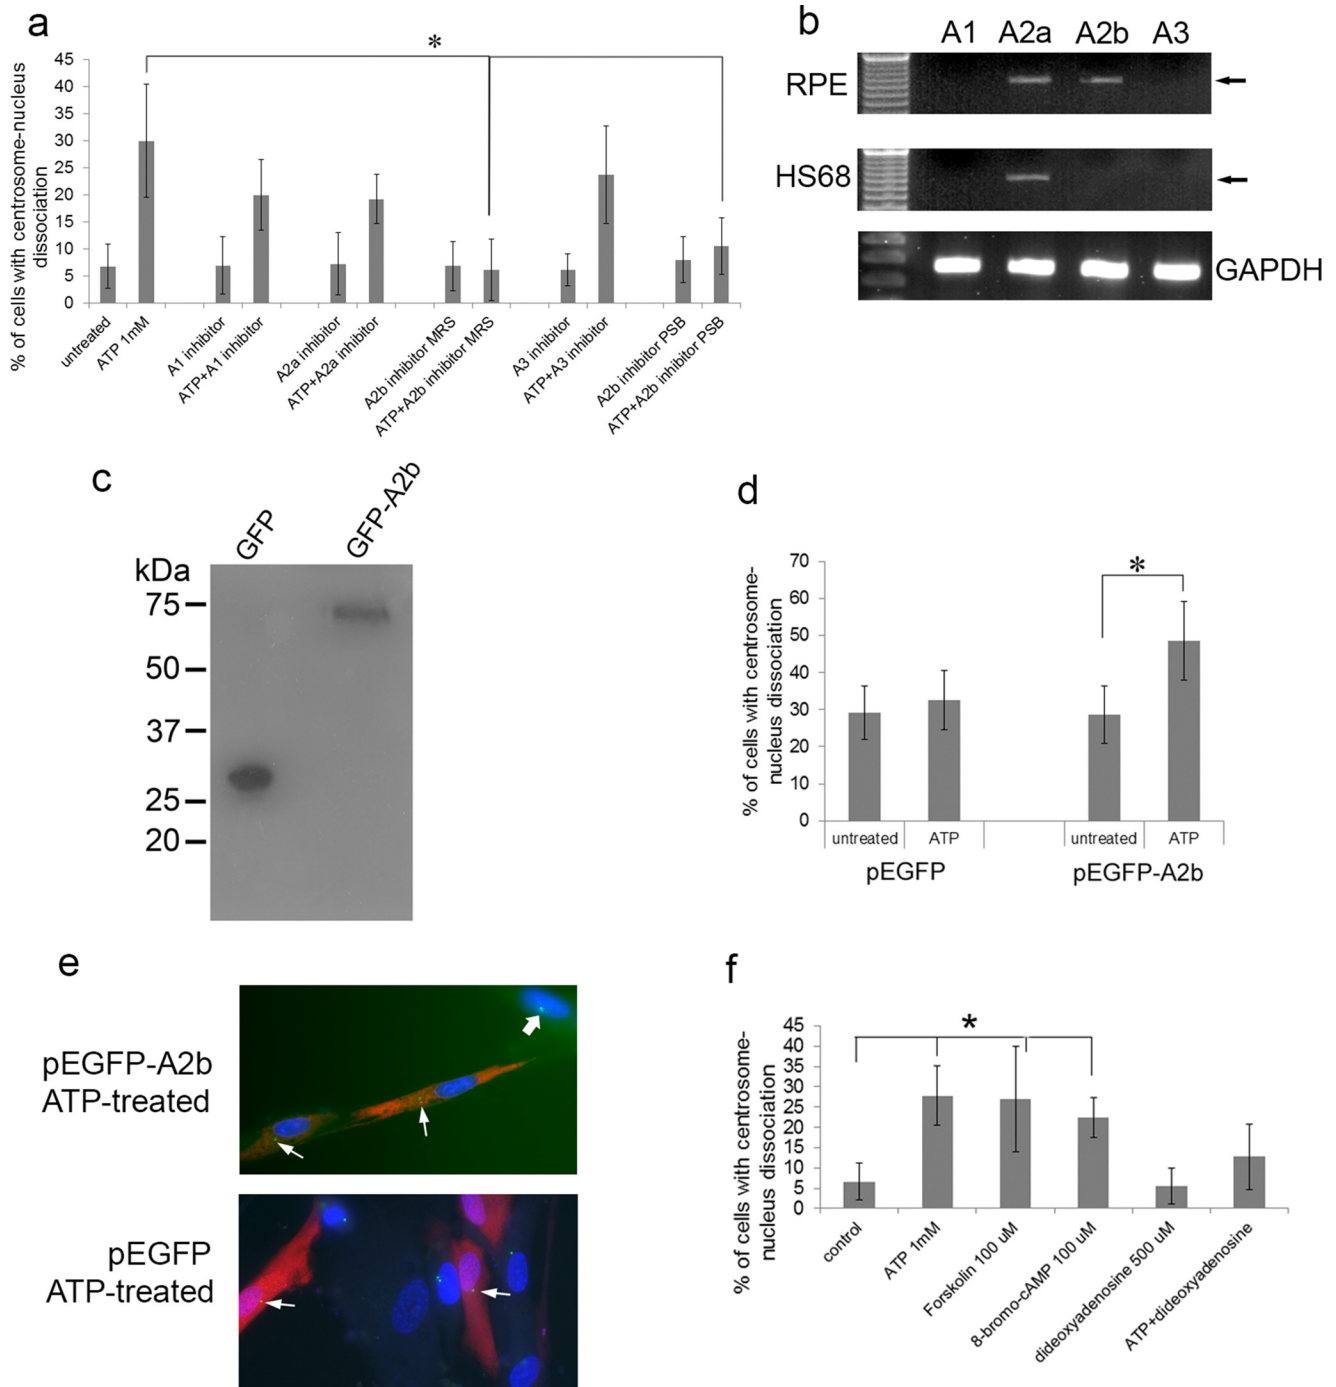 a
*
% of cells with centrosome-nucleus
dissociation
45
40
35
30
25
20
15
10
5
0
untreated
ATP 1mM
A1 inhibitor
ATP+A1 inhibitor
A2a inhibitor
ATP+A2a inhibitor
A2b inhibitor MRS
ATP+A2b inhibitor MRS
A3 inhibitor
ATP+A3 inhibitor
A2b inhibitor PSB
ATP+A2b inhibitor PSB
b
A1 A2a A2b A3
RPE
HS68
GAPDH
c
GFP
GFP-A2b
kDa
75
50
37
25
20
d
*
% of cells with centrosome-
nucleus dissociation
70
60
50
40
30
20
10
0
untreated ATP untreated ATP
pEGFP pEGFP-A2b
e
pEGFP-A2b
ATP-treated
pEGFP
ATP-treated
f
*
% of cells with centrosome-
nucleus dissociation
45
40
35
30
25
20
15
10
5
0
control
ATP 1mM
Forskolin 100 uM
8-bromo-cAMP 100 uM
dideoxyadenosine 500 uM
ATP+dideoxyadenosine